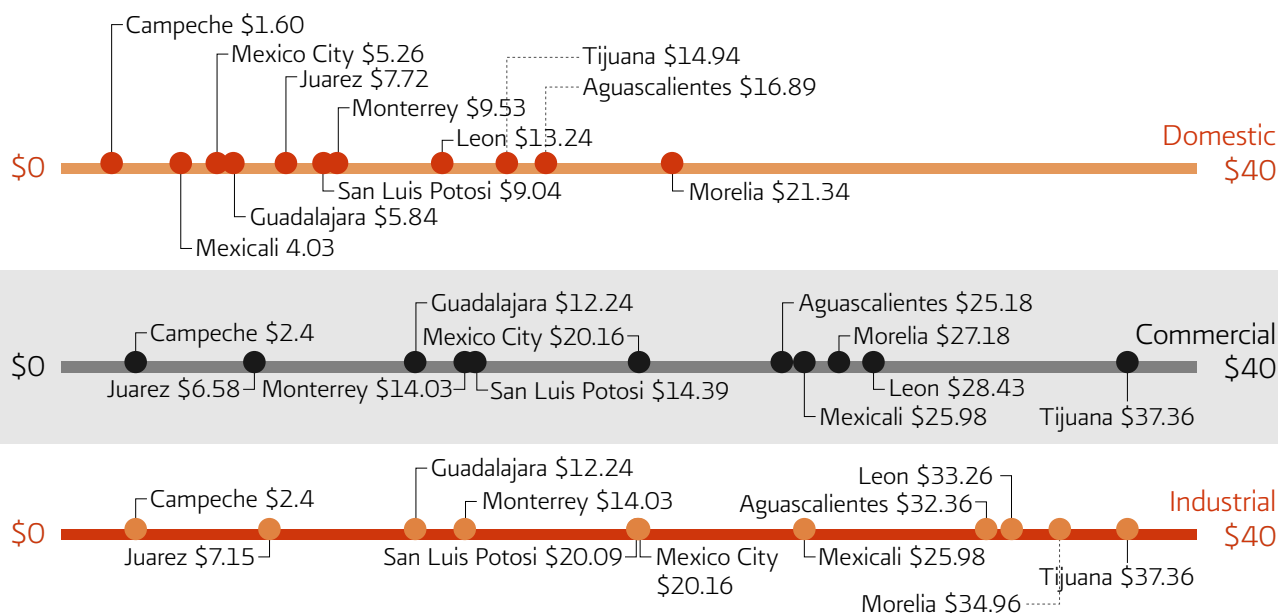 Campeche $1.60
Mexico City $5.26
Tijuana $14.94
Juarez $7.72
Aguascalientes $16.89
Monterrey $9.53
Leon $13.24
Domestic
$0
$40
San Luis Potosi $9.04
Morelia $21.34
Guadalajara $5.84
Mexicali 4.03
Guadalajara $12.24
Aguascalientes $25.18
Campeche $2.4
Mexico City $20.16
Morelia $27.18
Commercial
$0
$40
Juarez $6.58
Monterrey $14.03
San Luis Potosi $14.39
Leon $28.43
Mexicali $25.98
Tijuana $37.36
Guadalajara $12.24
Leon $33.26
Campeche $2.4
Monterrey $14.03
Aguascalientes $32.36
Industrial
$0
$40
Juarez $7.15
San Luis Potosi $20.09
Mexico City
$20.16
Mexicali $25.98
Tijuana $37.36
Morelia $34.96